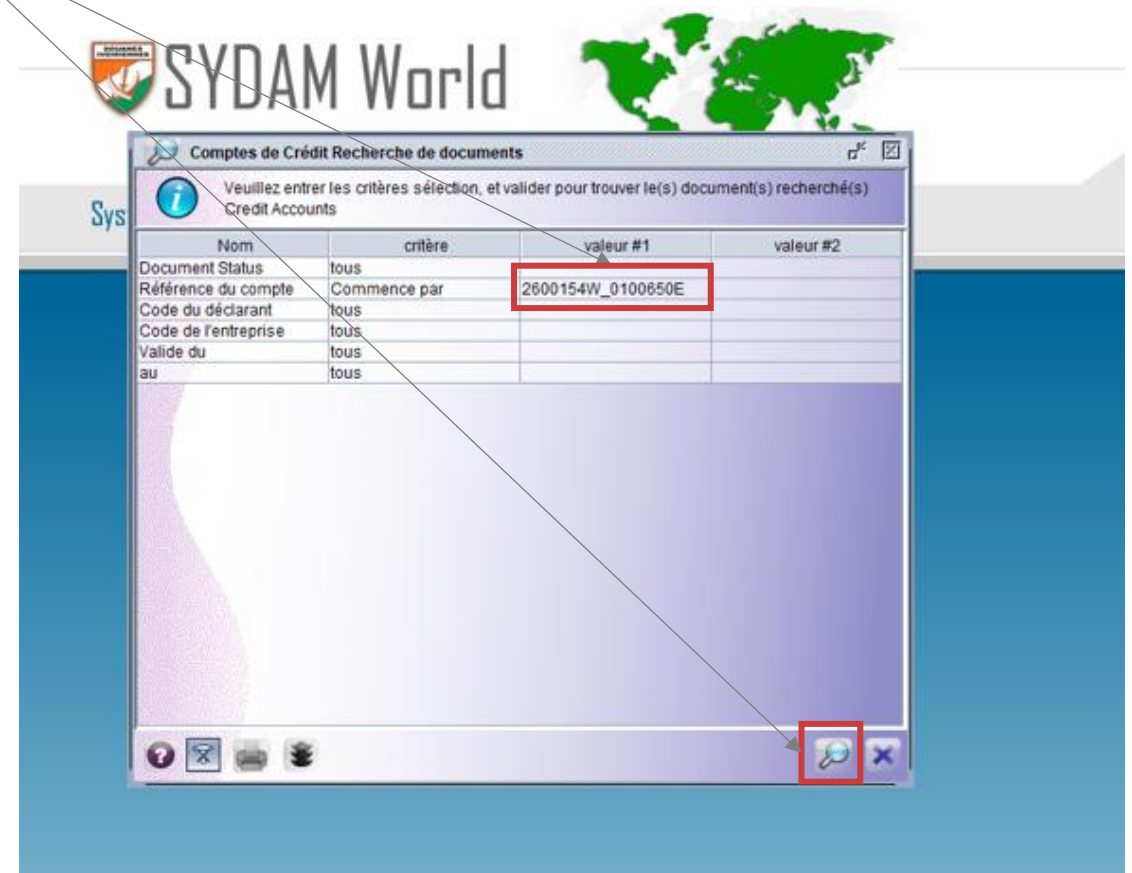 DOUANES
IVOIRIENNES
SYDAM World
Comptes de Crédit Recherche de documents
Veuillez entrer les critères sélection, et valider pour trouver le(s) document(s) recherché(s)
Credit Accounts
Sys
Nom critère valeur #1 valeur #2
Document Status tous
Référence du compte Commence par 2600154W_0100650E
Code du déclarant tous
Code de l'entreprise tous
Valide du tous
au tous